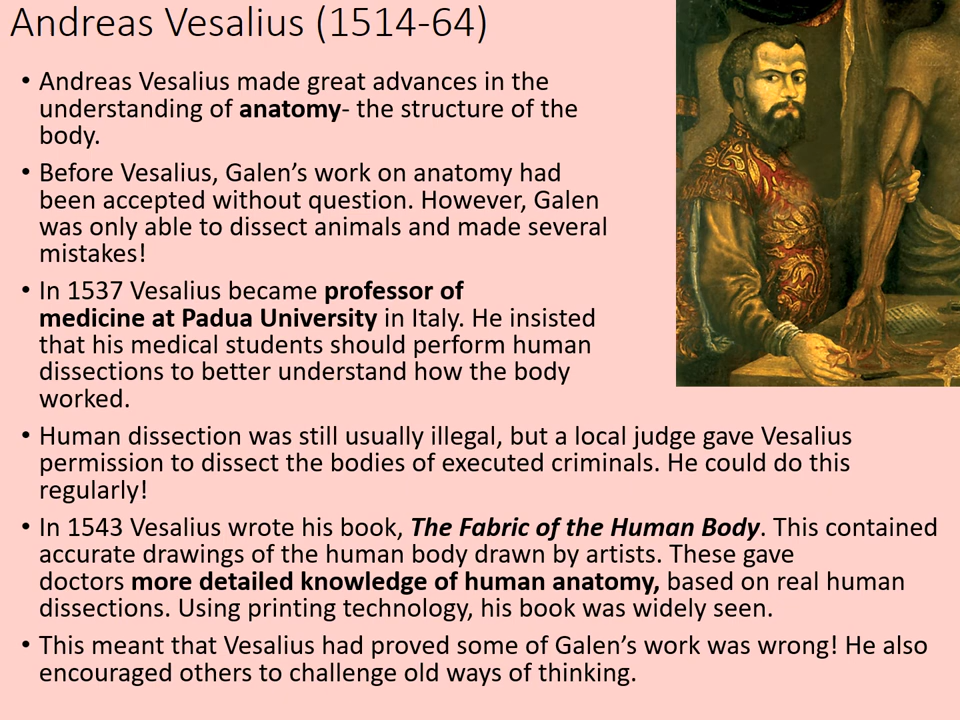 Andreas Vesalius (1514-64)
• Andreas Vesalius made great advances in the
understanding of anatomy- the structure of the
body.
• Before Vesalius, Galen’s work on anatomy had
been accepted without question. However, Galen
was only able to dissect animals and made several
mistakes!
• In 1537 Vesalius became professor of
medicine at Padua University in Italy. He insisted
that his medical students should perform human
dissections to better understand how the body
worked.
• Human dissection was still usually illegal, but a local judge gave Vesalius
permission to dissect the bodies of executed criminals. He could do this
regularly!
• In 1543 Vesalius wrote his book, The Fabric of the Human Body. This contained
accurate drawings of the human body drawn by artists. These gave
doctors more detailed knowledge of human anatomy, based on real human
dissections. Using printing technology, his book was widely seen.
• This meant that Vesalius had proved some of Galen’s work was wrong! He also
encouraged others to challenge old ways of thinking.